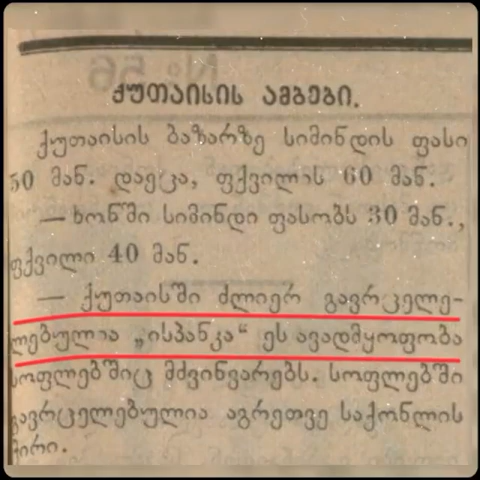 ქუთაისის ამბები.
ქუთაისის ბაზარზე სიმინდის ფასი
50 მან. დაეცა, ფქვილის 60 მან.
— ხონში სიმინდი ფასობს 30 მან.,
ფქვილი 40 მან.
— ქუთაისში ძლიერ გავრცელე-
ლებულია „ისპანკა“ ეს ავადმყოფობა
სოფლებშიც მძვინვარებს. სოფლებში
გავრცელებულია აგრეთვე საქონლის
ჭირი.